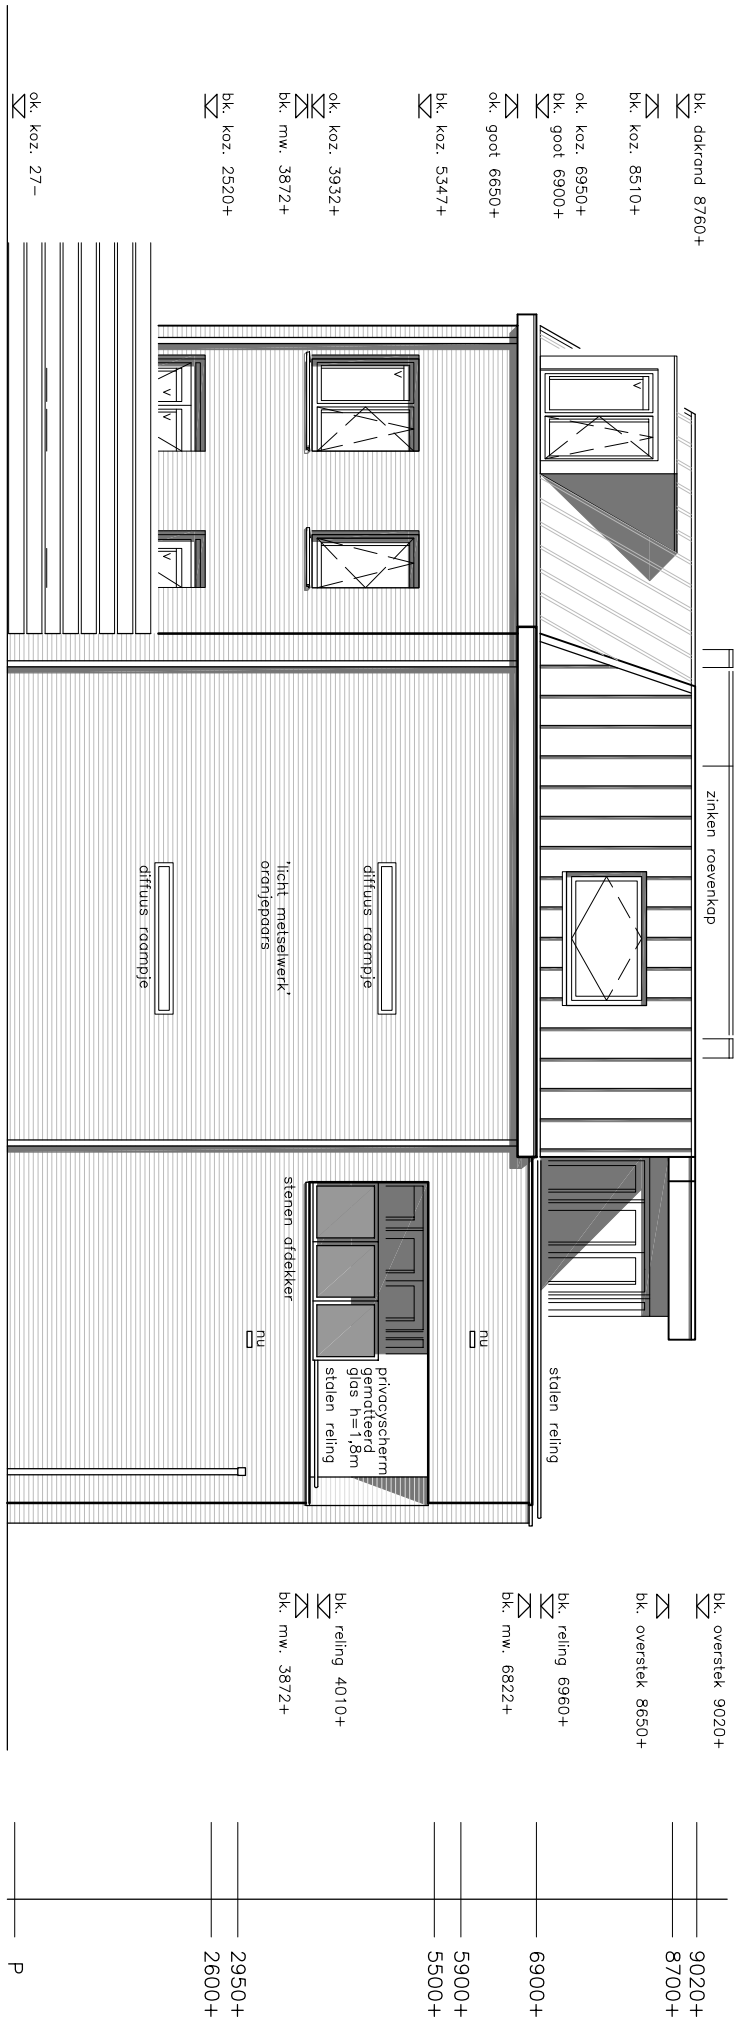 bk. dakrand 8760+
bk. koz. 8510+
ok. koz. 6950+
bk. goot 6900+
ok. goot 6650+
bk. koz. 5347+
ok. koz. 3932+
bk. mw. 3872+
bk. koz. 2520+
ok. koz. 27-
zinken roevenkap
diffuus raampje
'licht metselwerk'
oranjepaars
diffuus raampje
stalen reling
nu
privacyscherm
gematteerd
glas h=1,8m
stalen reling
stenen afdekker
nu
bk. overstek 9020+
bk. overstek 8650+
bk. reling 6960+
bk. mw. 6822+
bk. reling 4010+
bk. mw. 3872+
9020+
8700+
6900+
5900+
5500+
2950+
2600+
P